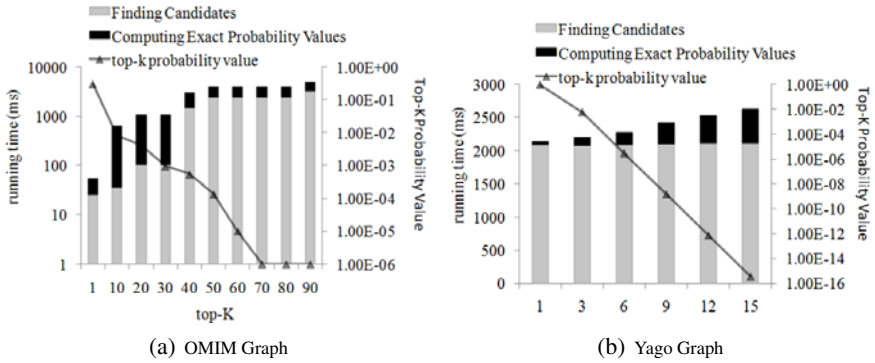 Finding Candidates
Computing Exact Probability Values
top-k probability value
10000
1000
100
10
1
running time (ms)
1.00E+00
1.00E-01
1.00E-02
1.00E-03
1.00E-04
1.00E-05
1.00E-06
Top-K Probability Value
1 10 20 30 40 50 60 70 80 90
top-K
(a) OMIM Graph
Finding Candidates
Computing Exact Probability Values
top-k probability value
3000
2500
2000
1500
1000
500
0
running time (ms)
1.00E+00
1.00E-02
1.00E-04
1.00E-06
1.00E-08
1.00E-10
1.00E-12
1.00E-14
1.00E-16
Top-K Probability Value
1 3 6 9 12 15
(b) Yago Graph